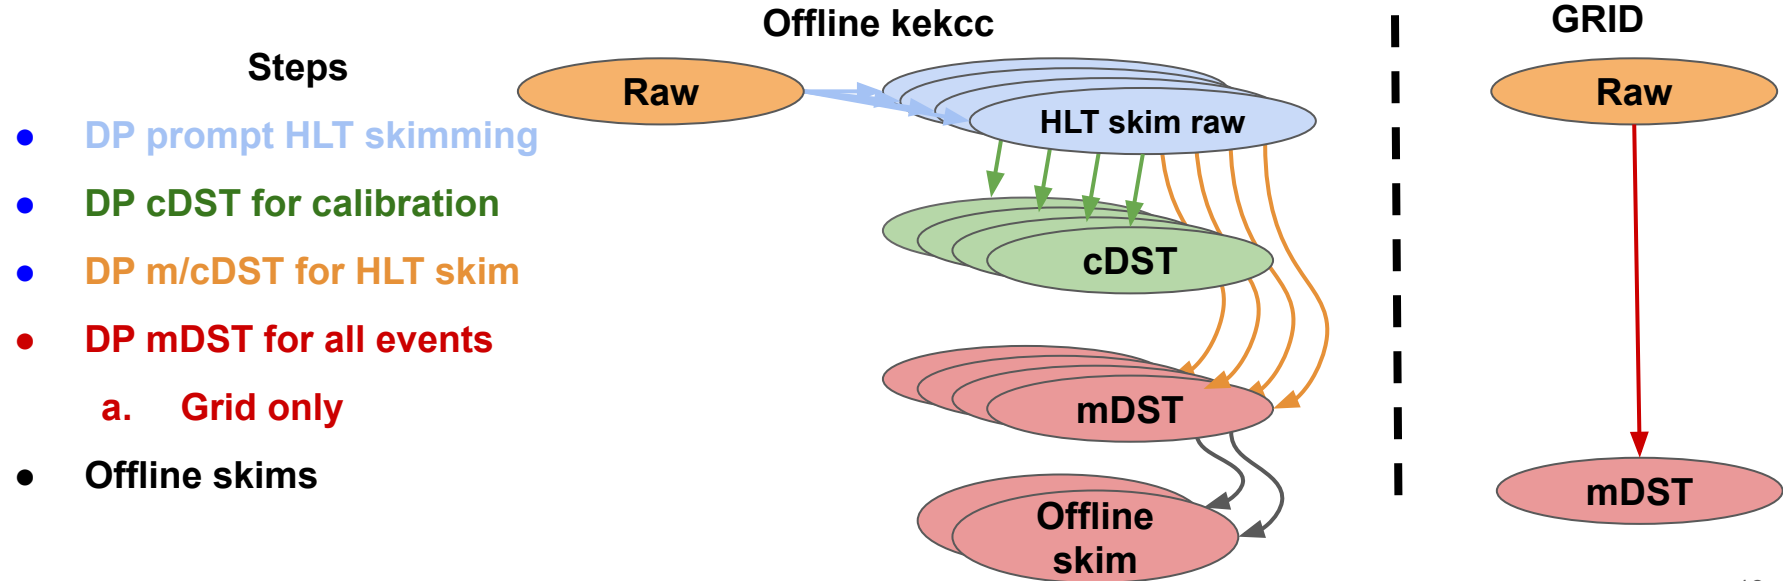 Offline kekcc
GRID
Steps
● DP prompt HLT skimming
● DP cDST for calibration
● DP m/cDST for HLT skim
● DP mDST for all events
a. Grid only
● Offline skims
Raw
HLT skim raw
cDST
mDST
Offline
skim
Raw
mDST